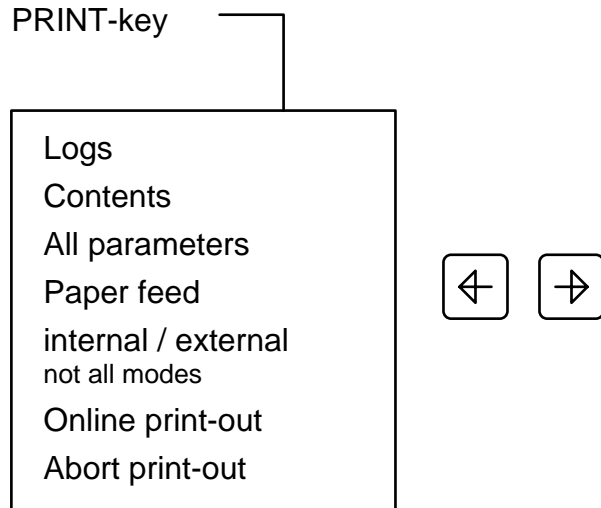 PRINT-key
Logs
Contents
All parameters
Paper feed
internal / external
not all modes
Online print-out
Abort print-out